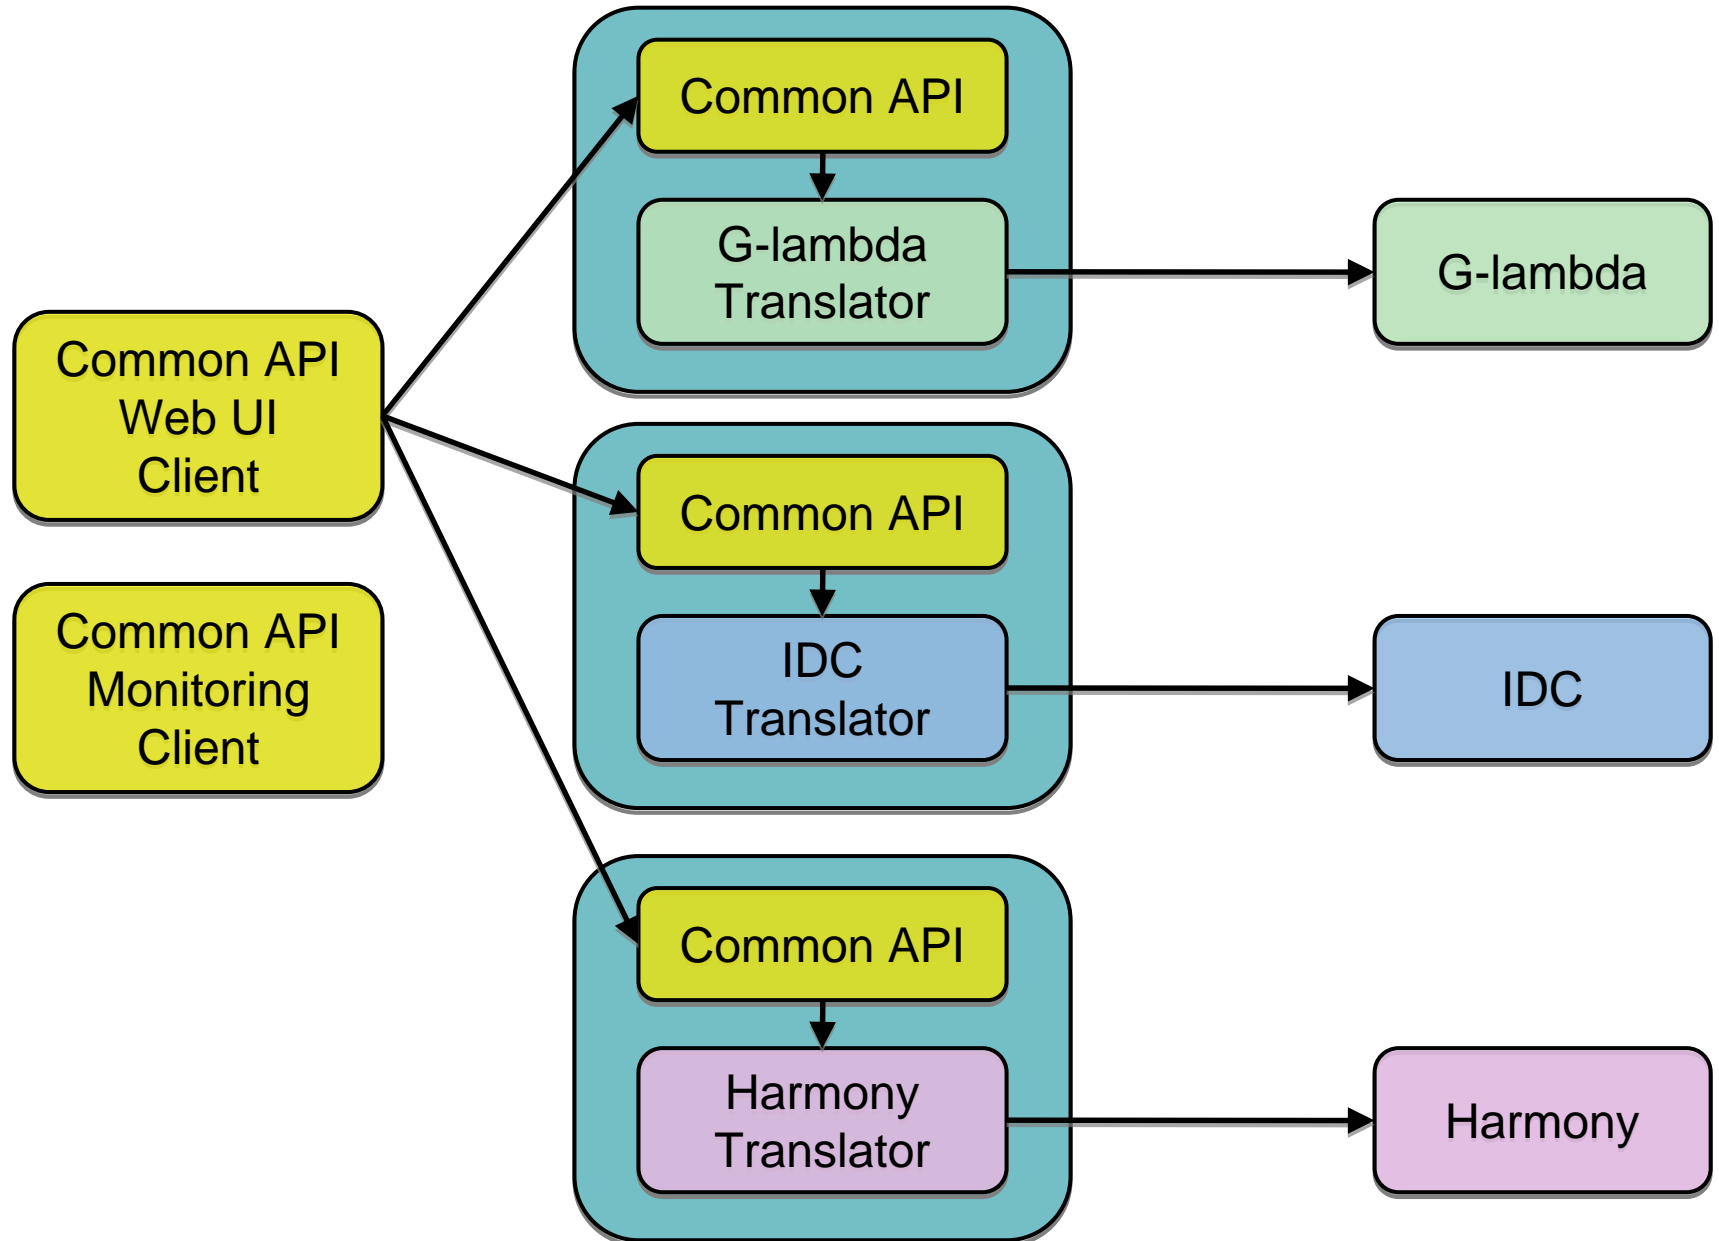 Common API
Web UI
Client
Common API
Monitoring
Client
Common API
G-lambda
Translator
G-lambda
Common API
IDC
Translator
IDC
Common API
Harmony
Translator
Harmony